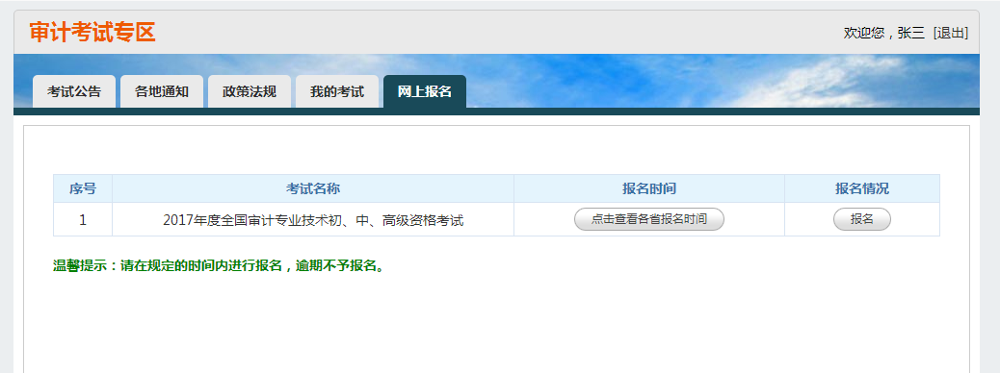 审计考试专区
欢迎您，张三 [退出]
考试公告 各地通知 政策法规 我的考试 网上报名
序号 考试名称 报名时间 报名情况
1 2017年度全国审计专业技术初、中、高级资格考试 点击查看各省报名时间 报名
温馨提示：请在规定的时间内进行报名，逾期不予报名。